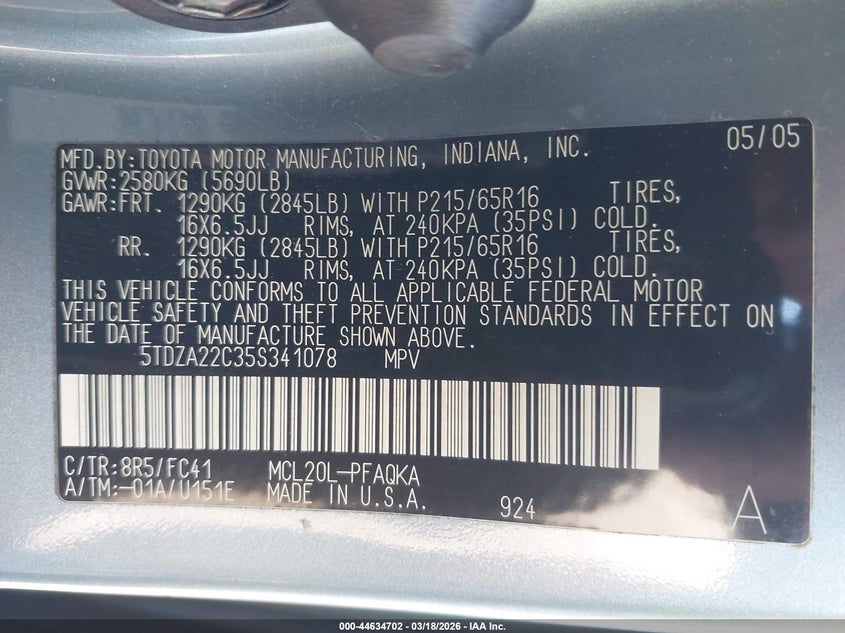 05/05
MFD.BY:TOYOTA MOTOR MANUFACTURING, INDIANA, INC.
GVWR:2580KG (5690LB)
GAWR:FRT. 1290KG (2845LB) WITH P215/65R16 TIRES,
16X6.5JJ RIMS, AT 240KPA (35PSI) COLD.
RR. 1290KG (2845LB) WITH P215/65R16 TIRES,
16X6.5JJ RIMS, AT 240KPA (35PSI) COLD.
THIS VEHICLE CONFORMS TO ALL APPLICABLE FEDERAL MOTOR
VEHICLE SAFETY AND THEFT PREVENTION STANDARDS IN EFFECT ON
THE DATE OF MANUFACTURE SHOWN ABOVE.
5TDZA22C35S341078 MPV
C/TR:8R5/FC41 MCL20L-PFAQKA
A/TM:-01A/U151E MADE IN U.S.A. 924 A
000-44634702 - 03/18/2026 - IAA Inc.